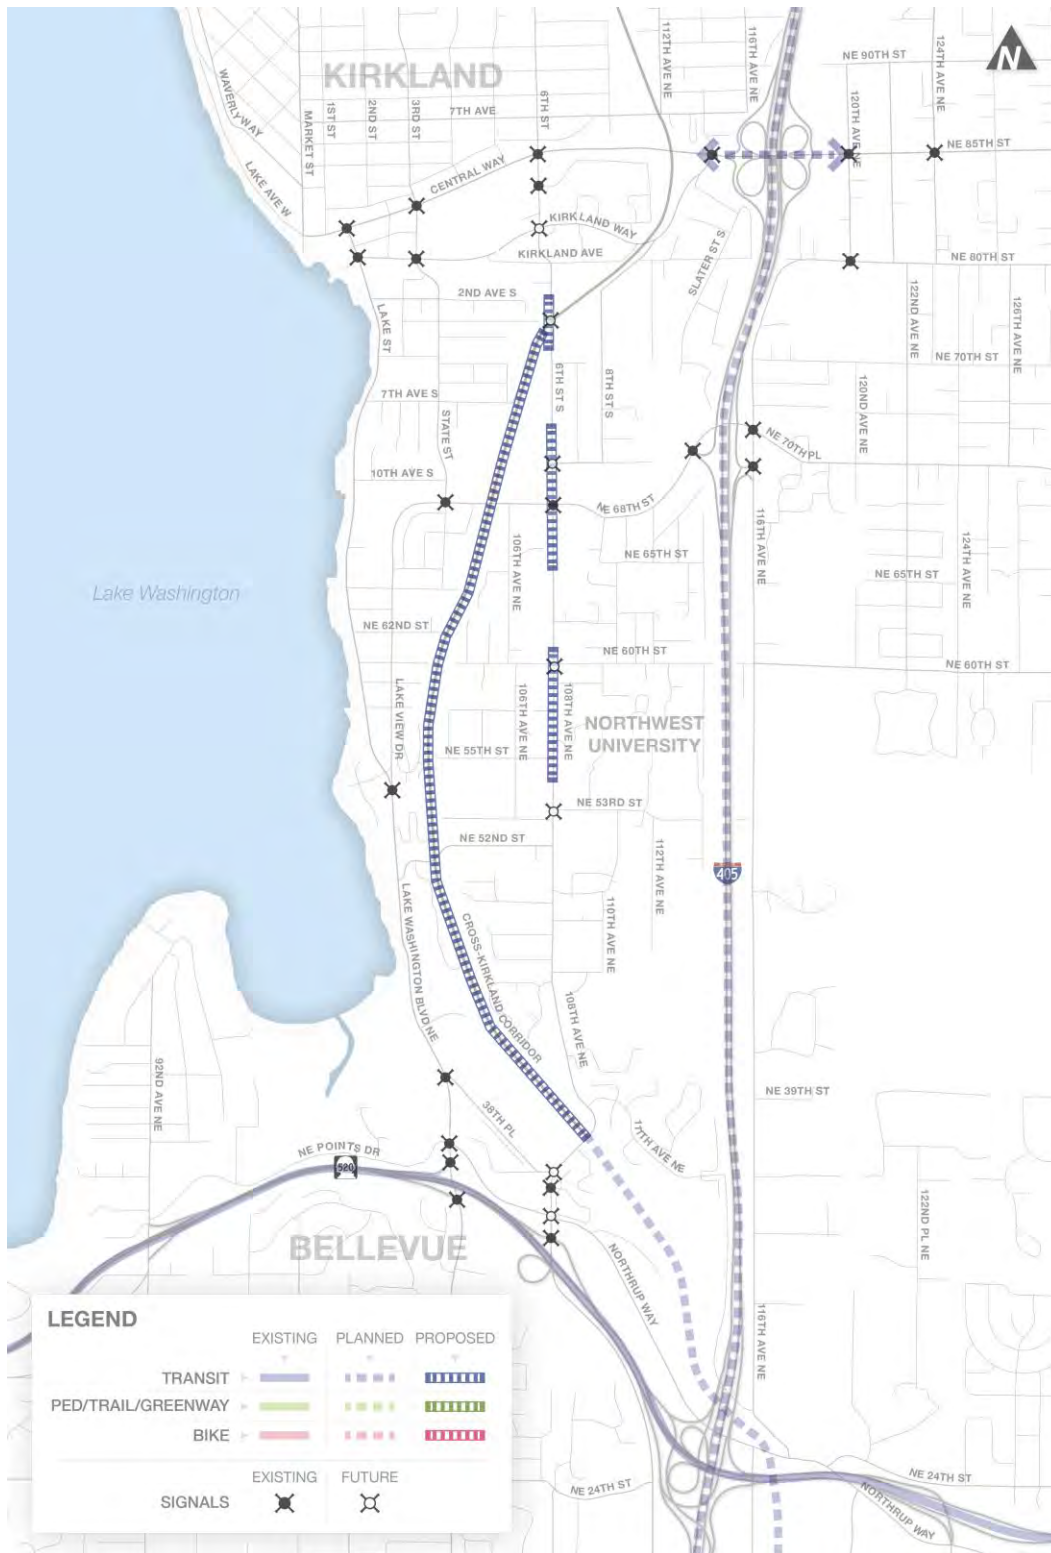 KIRKLAND
WAVERLY WAY
MARKET ST
1ST ST
2ND ST
3RD ST
7TH AVE
6TH ST
112TH AVE NE
116TH AVE NE
NE 90TH ST
124TH AVE NE
120TH AVE NE
N
NE 85TH ST
LAKE AVE W
CENTRAL WAY
KIRKLAND WAY
KIRKLAND AVE
SLATER ST S
NE 80TH ST
2ND AVE S
LAKE ST
122ND AVE NE
126TH AVE NE
NE 70TH ST
6TH ST S
8TH ST S
7TH AVE S
STATE ST
120ND AVE NE
NE 70TH PL
10TH AVE S
NE 68TH ST
106TH AVE NE
NE 65TH ST
116TH AVE NE
124TH AVE NE
NE 65TH ST
Lake Washington
NE 62ND ST
NE 60TH ST
NE 60TH ST
LAKE VIEW DR
106TH AVE NE
108TH AVE NE
NORTHWEST
UNIVERSITY
NE 55TH ST
NE 53RD ST
NE 52ND ST
112TH AVE NE
405
LAKE WASHINGTON BLVD NE
CROSS-KIRKLAND CORRIDOR
110TH AVE NE
108TH AVE NE
92ND AVE NE
NE 39TH ST
38TH PL
17TH AVE NE
NE POINTS DR
520
122ND PL NE
BELLEVUE
NORTHRUP WAY
116TH AVE NE
LEGEND
EXISTING PLANNED PROPOSED
TRANSIT
PED/TRAIL/GREENWAY
BIKE
EXISTING FUTURE
SIGNALS
NE 24TH ST
NE 24TH ST
NORTHRUP WAY